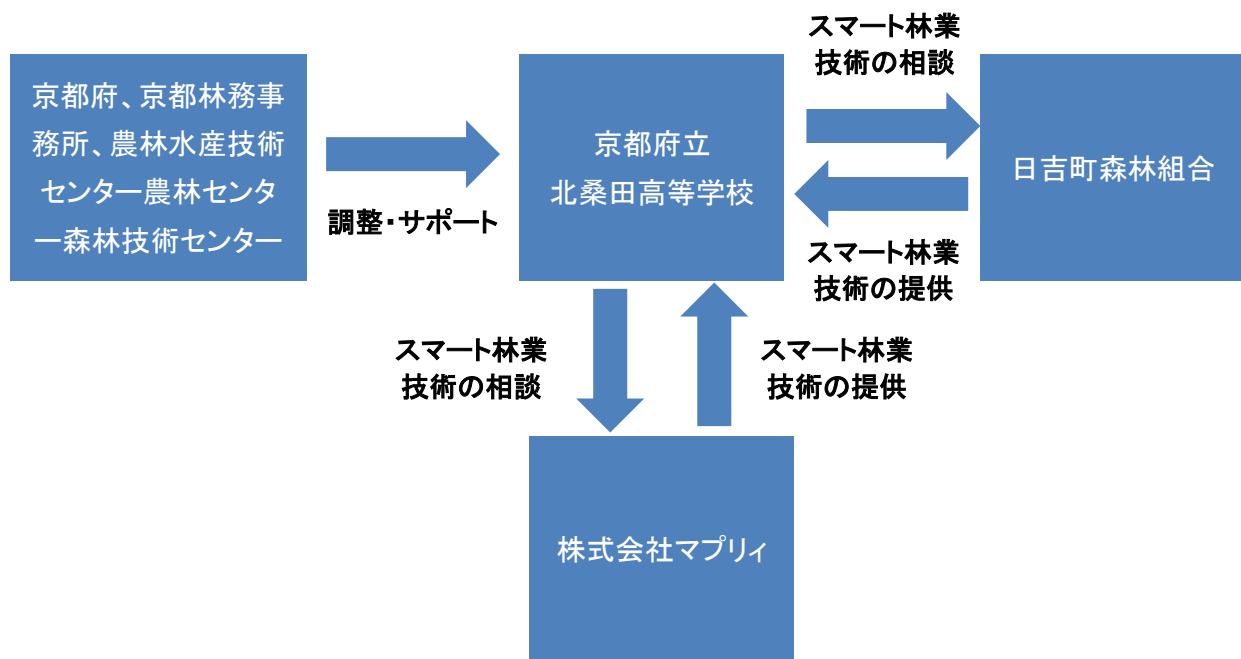 京都府、京都林務事
務所、農林水産技術
センター農林センタ
ー森林技術センター
調整・サポート
京都府立
北桑田高等学校
スマート林業
技術の相談
スマート林業
技術の提供
日吉町森林組合
スマート林業
技術の相談
スマート林業
技術の提供
株式会社マプリィ